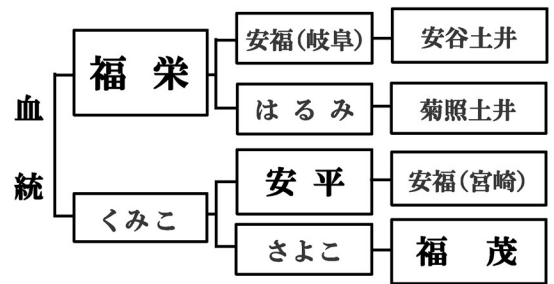 血統
福栄
くみこ
安福(岐阜)
はるみ
安平
さよこ
安谷土井
菊照土井
安福(宮崎)
福茂